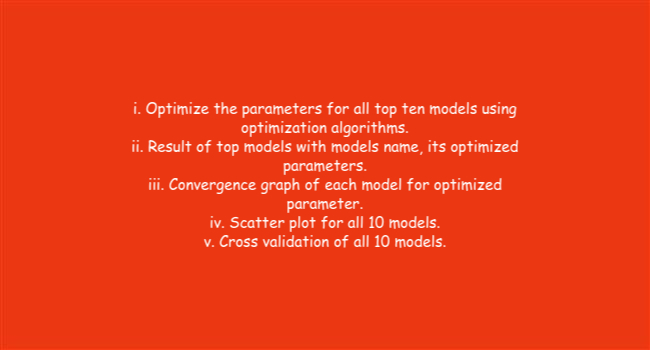 i. Optimize the parameters for all top ten models using
optimization algorithms.
ii. Result of top models with models name, its optimized
parameters.
iii. Convergence graph of each model for optimized
parameter.
iv. Scatter plot for all 10 models.
v. Cross validation of all 10 models.